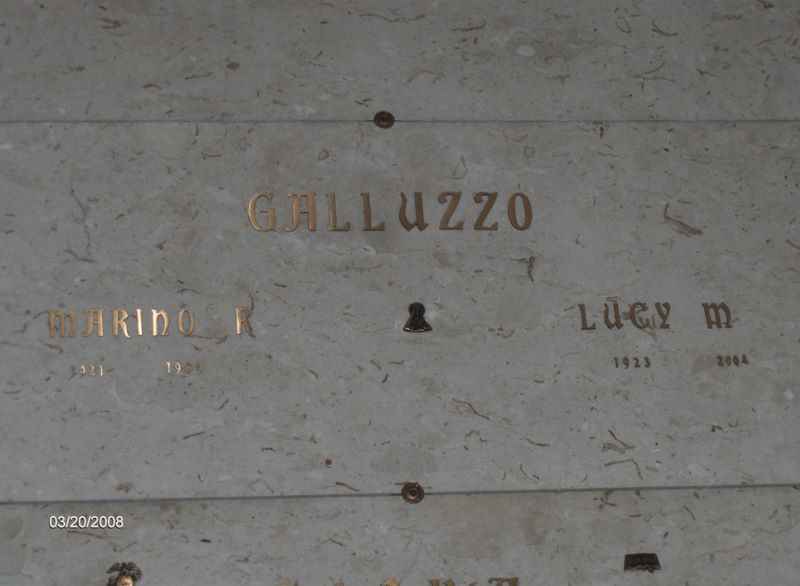 GALLUZZO
MARINO R LUCY M
1923 2004
03/20/2008